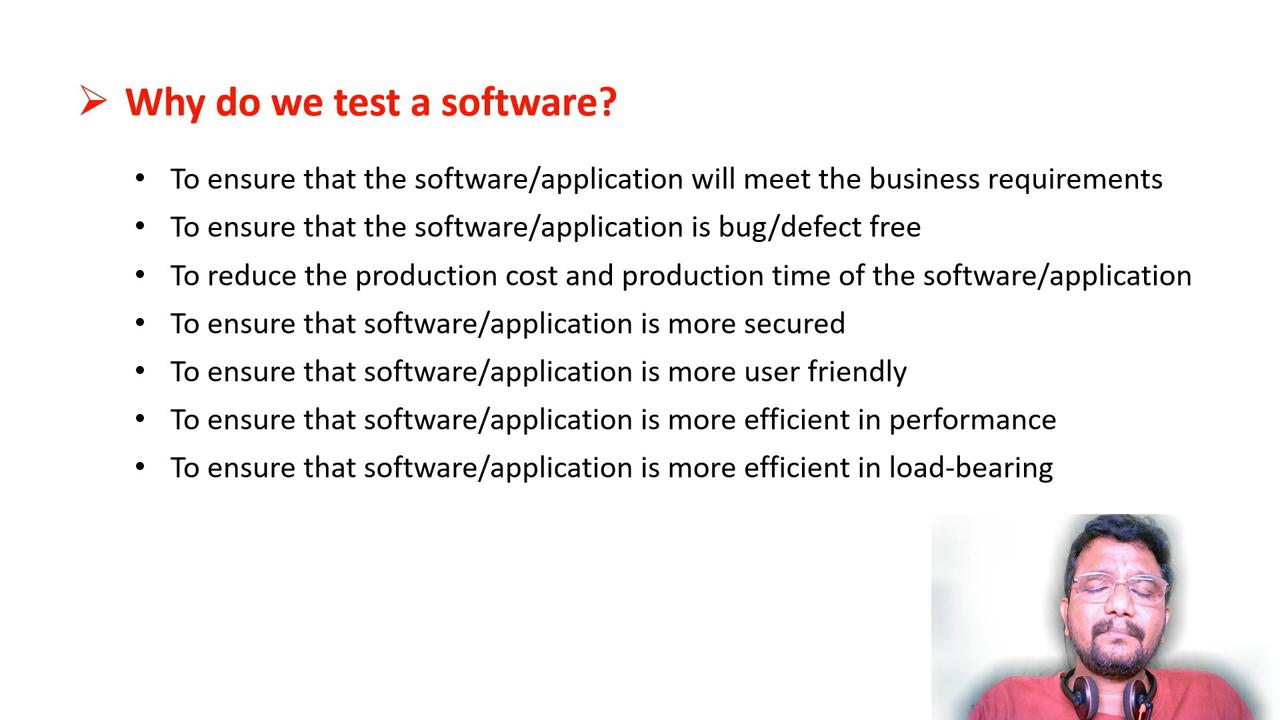 Why do we test a software?
To ensure that the software/application will meet the business requirements
To ensure that the software/application is bug/defect free
To reduce the production cost and production time of the software/application
To ensure that software/application is more secured
To ensure that software/application is more user friendly
To ensure that software/application is more efficient in performance
To ensure that software/application is more efficient in load-bearing